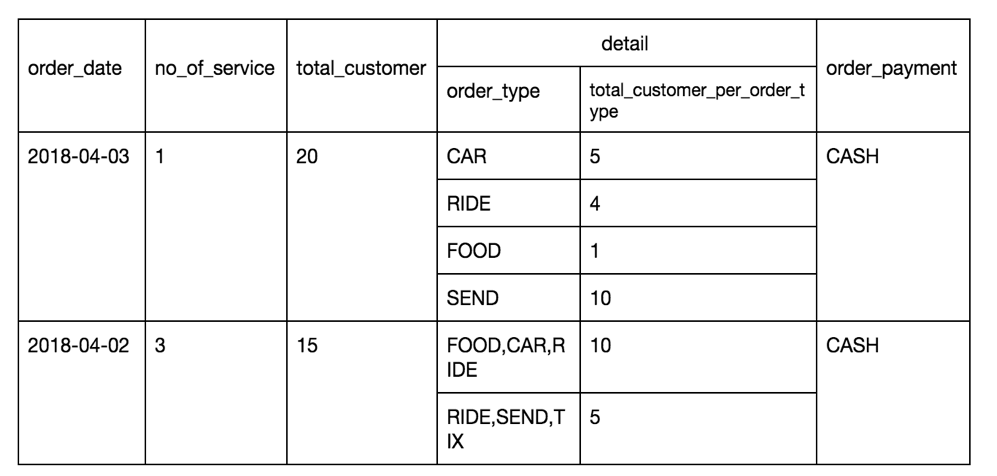 order_date no_of_service total_customer detail order_payment
order_type total_customer_per_order_t
ype
2018-04-03 1 20 CAR 5 CASH
RIDE 4
FOOD 1
SEND 10
2018-04-02 3 15 FOOD,CAR,R 10 CASH
IDE
RIDE,SEND,T 5
IX